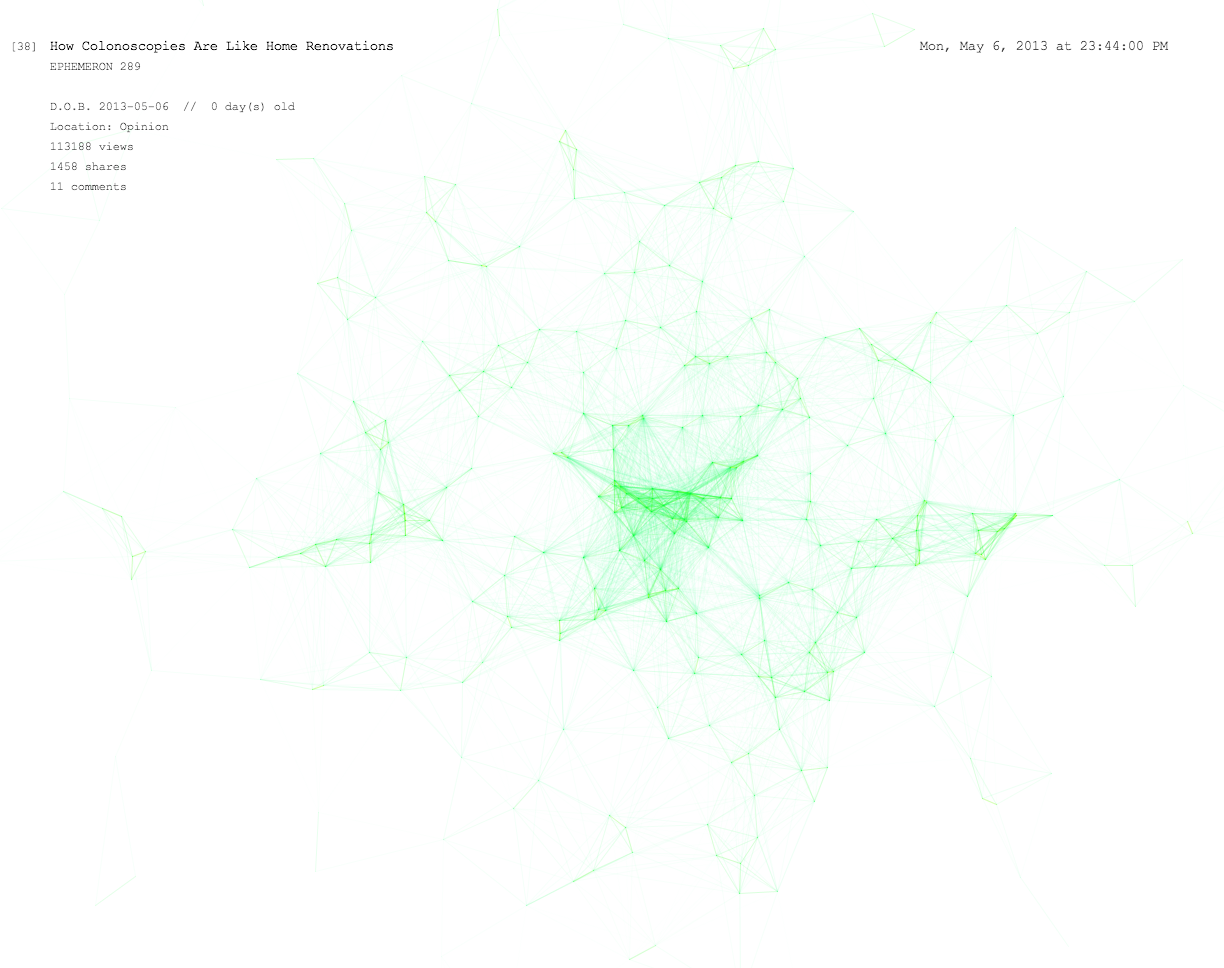 [38] How Colonoscopies Are Like Home Renovations
Mon, May 6, 2013 at 23:44:00 PM
EPHEMERON 289
D.O.B. 2013-05-06 // 0 day(s) old
Location: Opinion
113188 views
1458 shares
11 comments